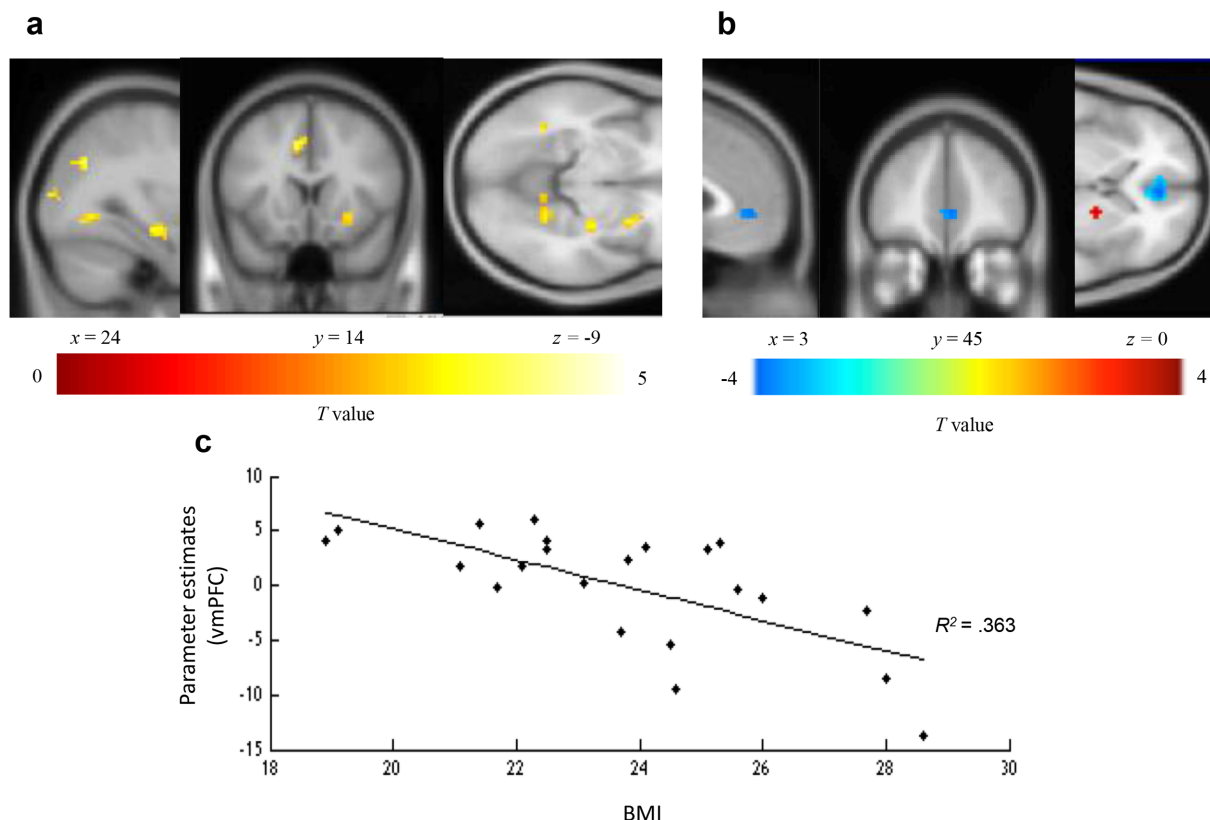 a
b
x = 24 y = 14 z = -9
x = 3 y = 45 z = 0
0 5
-4 4
T value
T value
c
10
5
0
-5
-10
-15
Parameter estimates
(vmPFC)
R2 = .363
18 20 22 24 26 28 30
BMI